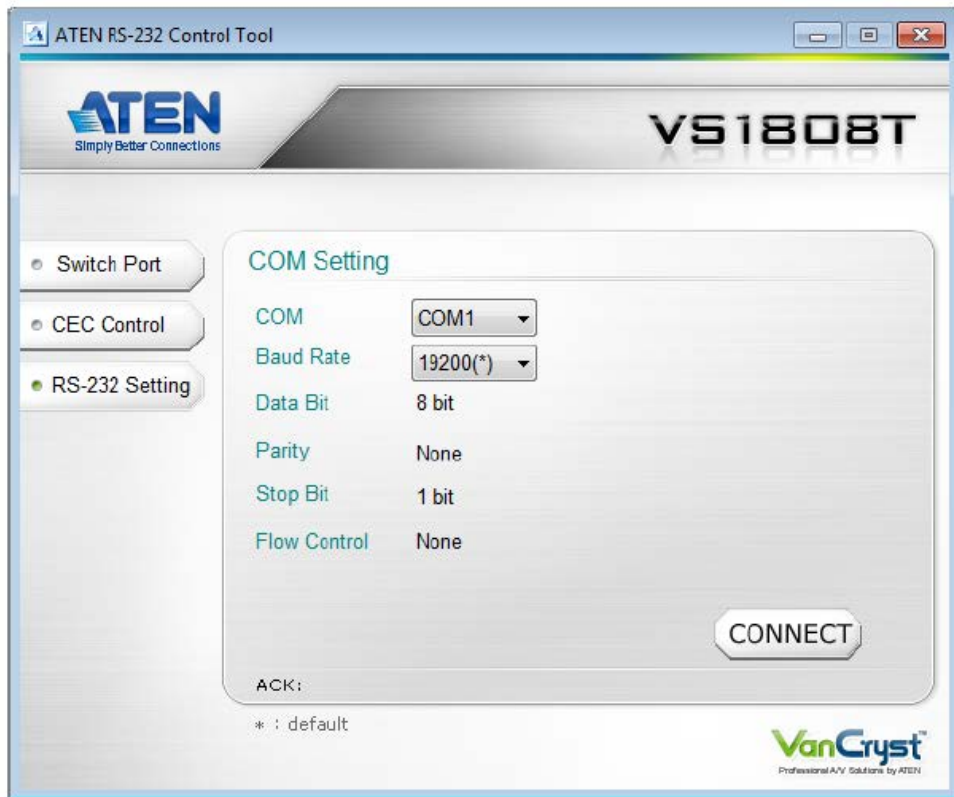 ATEN RS-232 Control Tool
ATEN
Simply Better Connections
VS1808T
Switch Port
CEC Control
RS-232 Setting
COM Setting
COM COM1
Baud Rate 19200(*)
Data Bit 8 bit
Parity None
Stop Bit 1 bit
Flow Control None
CONNECT
ACK:
* : default
VanCryst™
Professional A/V Solutions by ATEN